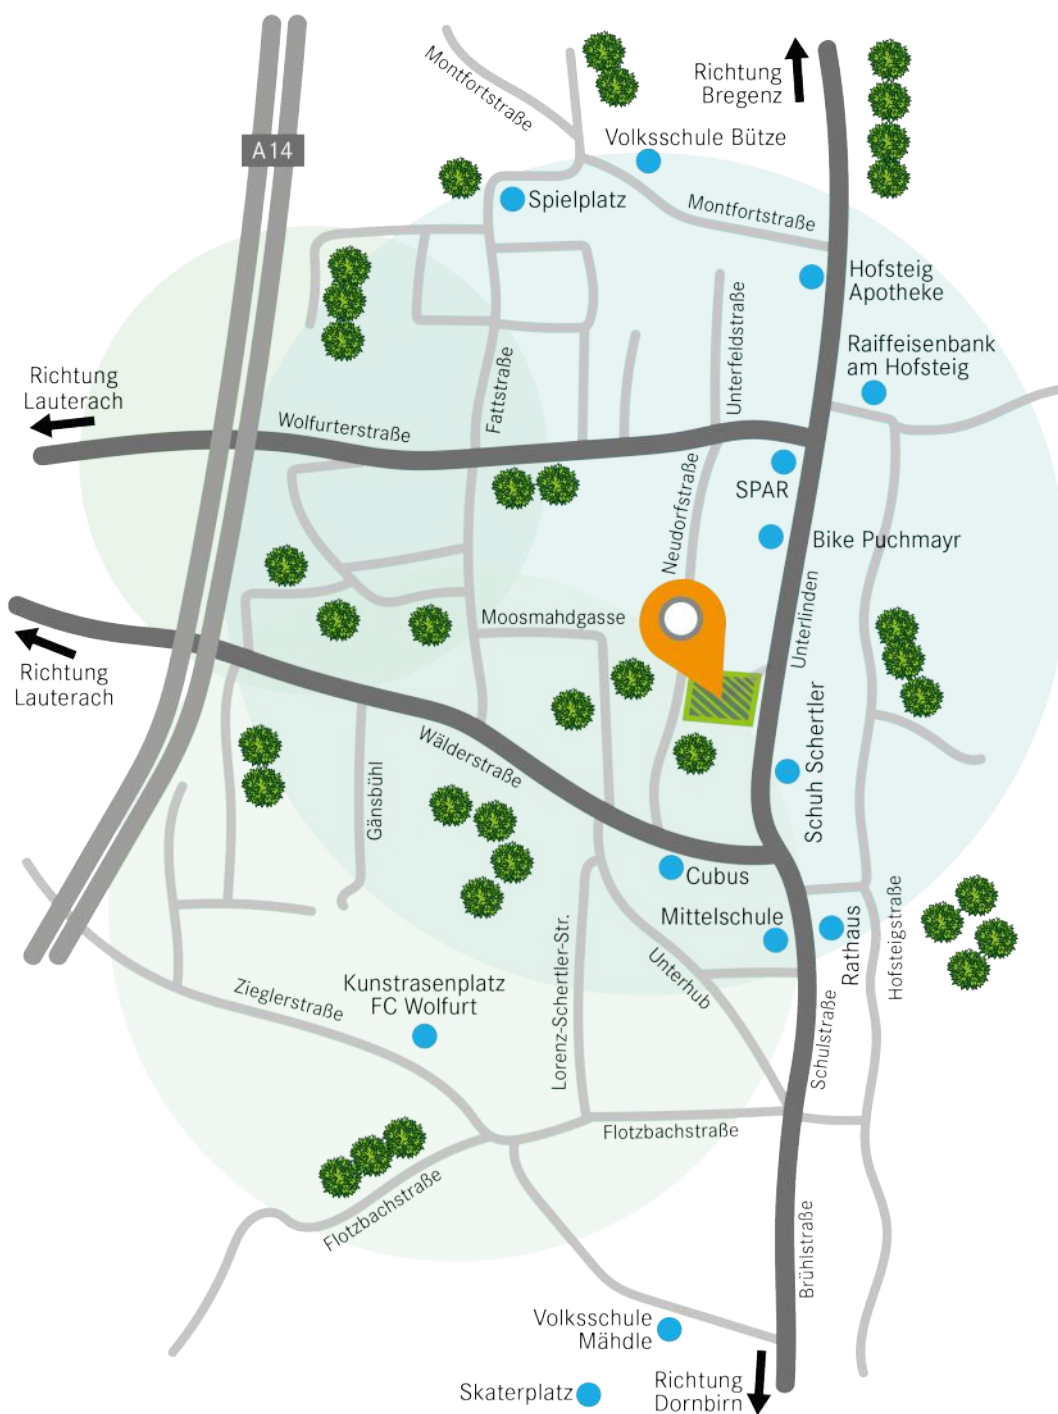 Richtung
Bregenz
Montfortstraße
Volksschule Bütze
A14
Spielplatz
Montfortstraße
Hofsteig
Apotheke
Unterfeldstraße
Raiffeisenbank
am Hofsteig
Richtung
Lauterach
Fattstraße
Wolfurterstraße
SPAR
Neudorfstraße
Bike Puchmayr
Moosmahdgasse
Unterlinden
Richtung
Lauterach
Wälderstraße
Schuh Schertler
Gänsbühl
Cubus
Mittelschule
Rathaus
Hofsteigstraße
Lorenz-Schertler-Str.
Unterhub
Kunstrasenplatz
FC Wolfurt
Zieglerstraße
Schulstraße
Flotzbachstraße
Flotzbachstraße
Brühlstraße
Volksschule
Mähdle
Richtung
Dornbirn
Skaterplatz